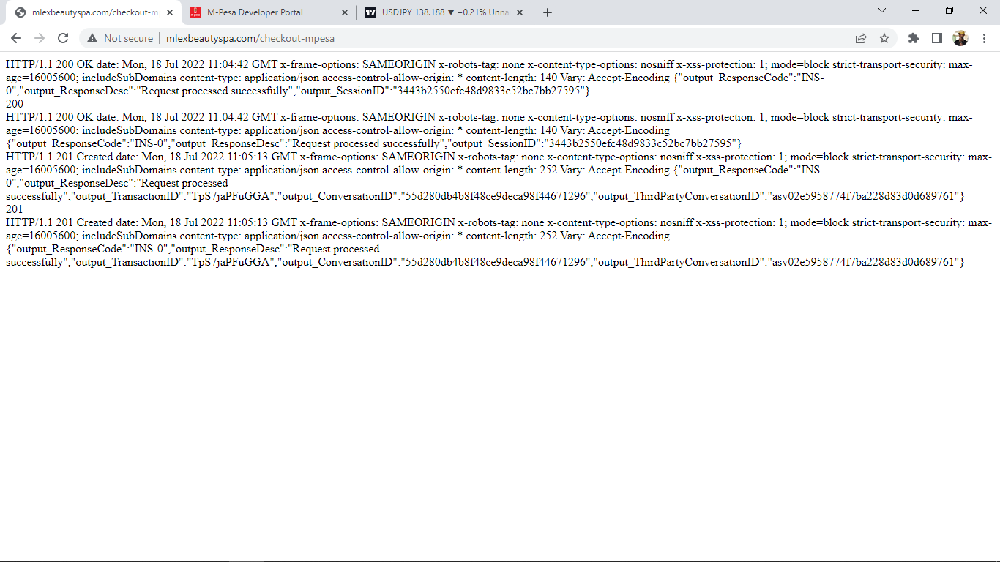 mlexbeautyspa.com/checkout-m
M-Pesa Developer Portal
USDJPY 138.188 ▼ −0.21% Unna
Not secure
mlexbeautyspa.com/checkout-mpesa
HTTP/1.1 200 OK date: Mon, 18 Jul 2022 11:04:42 GMT x-frame-options: SAMEORIGIN x-robots-tag: none x-content-type-options: nosniff x-xss-protection: 1; mode=block strict-transport-security: max-
age=16005600; includeSubDomains content-type: application/json access-control-allow-origin: * content-length: 140 Vary: Accept-Encoding {"output_ResponseCode":"INS-
0","output_ResponseDesc":"Request processed successfully","output_SessionID":"3443b2550efc48d9833c52bc7bb27595"}
200
HTTP/1.1 200 OK date: Mon, 18 Jul 2022 11:04:42 GMT x-frame-options: SAMEORIGIN x-robots-tag: none x-content-type-options: nosniff x-xss-protection: 1; mode=block strict-transport-security: max-
age=16005600; includeSubDomains content-type: application/json access-control-allow-origin: * content-length: 140 Vary: Accept-Encoding
{"output_ResponseCode":"INS-0","output_ResponseDesc":"Request processed successfully","output_SessionID":"3443b2550efc48d9833c52bc7bb27595"}
HTTP/1.1 201 Created date: Mon, 18 Jul 2022 11:05:13 GMT x-frame-options: SAMEORIGIN x-robots-tag: none x-content-type-options: nosniff x-xss-protection: 1; mode=block strict-transport-security: max-
age=16005600; includeSubDomains content-type: application/json access-control-allow-origin: * content-length: 252 Vary: Accept-Encoding {"output_ResponseCode":"INS-
0","output_ResponseDesc":"Request processed
successfully","output_TransactionID":"TpS7jaPFuGGA","output_ConversationID":"55d280db4b8f48ce9deca98f44671296","output_ThirdPartyConversationID":"asv02e5958774f7ba228d83d0d689761"}
201
HTTP/1.1 201 Created date: Mon, 18 Jul 2022 11:05:13 GMT x-frame-options: SAMEORIGIN x-robots-tag: none x-content-type-options: nosniff x-xss-protection: 1; mode=block strict-transport-security: max-
age=16005600; includeSubDomains content-type: application/json access-control-allow-origin: * content-length: 252 Vary: Accept-Encoding
{"output_ResponseCode":"INS-0","output_ResponseDesc":"Request processed
successfully","output_TransactionID":"TpS7jaPFuGGA","output_ConversationID":"55d280db4b8f48ce9deca98f44671296","output_ThirdPartyConversationID":"asv02e5958774f7ba228d83d0d689761"}